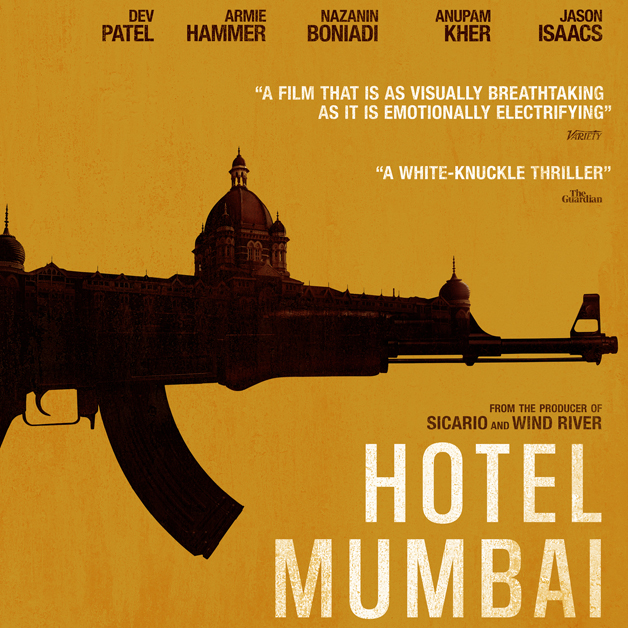 DEV ARMIE NAZANIN ANUPAM JASON
PATEL HAMMER BONIADI KHER ISAACS
“A FILM THAT IS AS VISUALLY BREATHTAKING
AS IT IS EMOTIONALLY ELECTRIFYING”
VARIETY
“A WHITE-KNUCKLE THRILLER”
The
Guardian
FROM THE PRODUCER OF
SICARIO AND WIND RIVER
HOTEL
MUMBAI